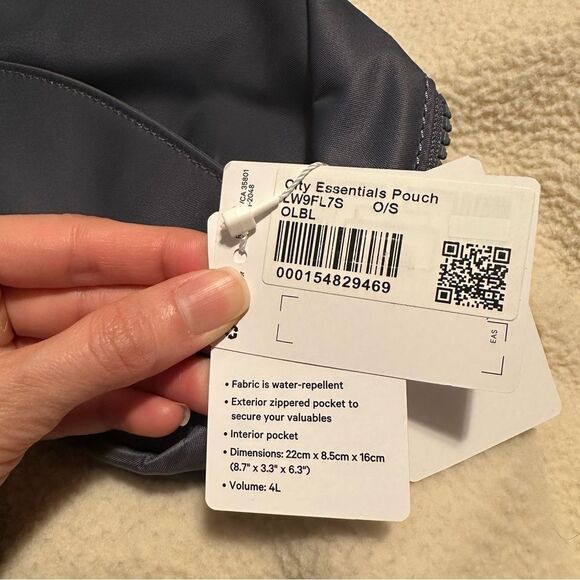 City Essentials Pouch
LW9FL7S O/S
OLBL
000154829469
EAS
• Fabric is water-repellent
• Exterior zippered pocket to
secure your valuables
• Interior pocket
• Dimensions: 22cm x 8.5cm x 16cm
(8.7" x 3.3" x 6.3")
• Volume: 4L